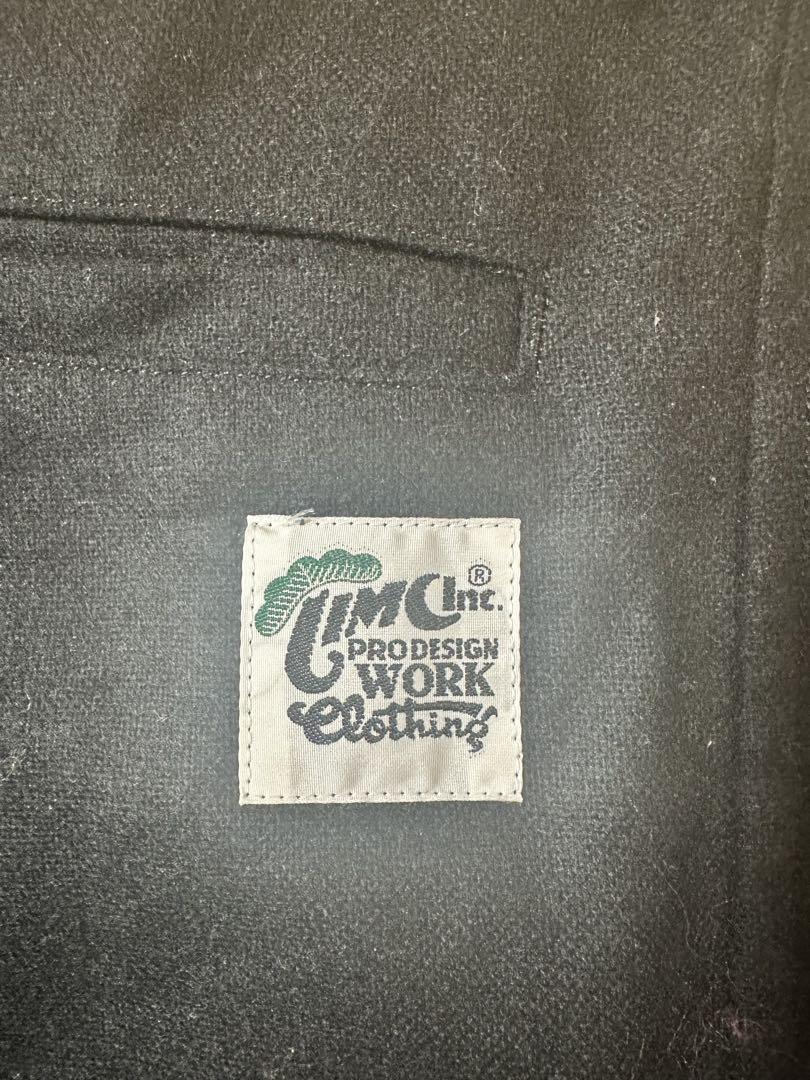 CIMC Inc.®
PRO DESIGN
WORK
Clothing